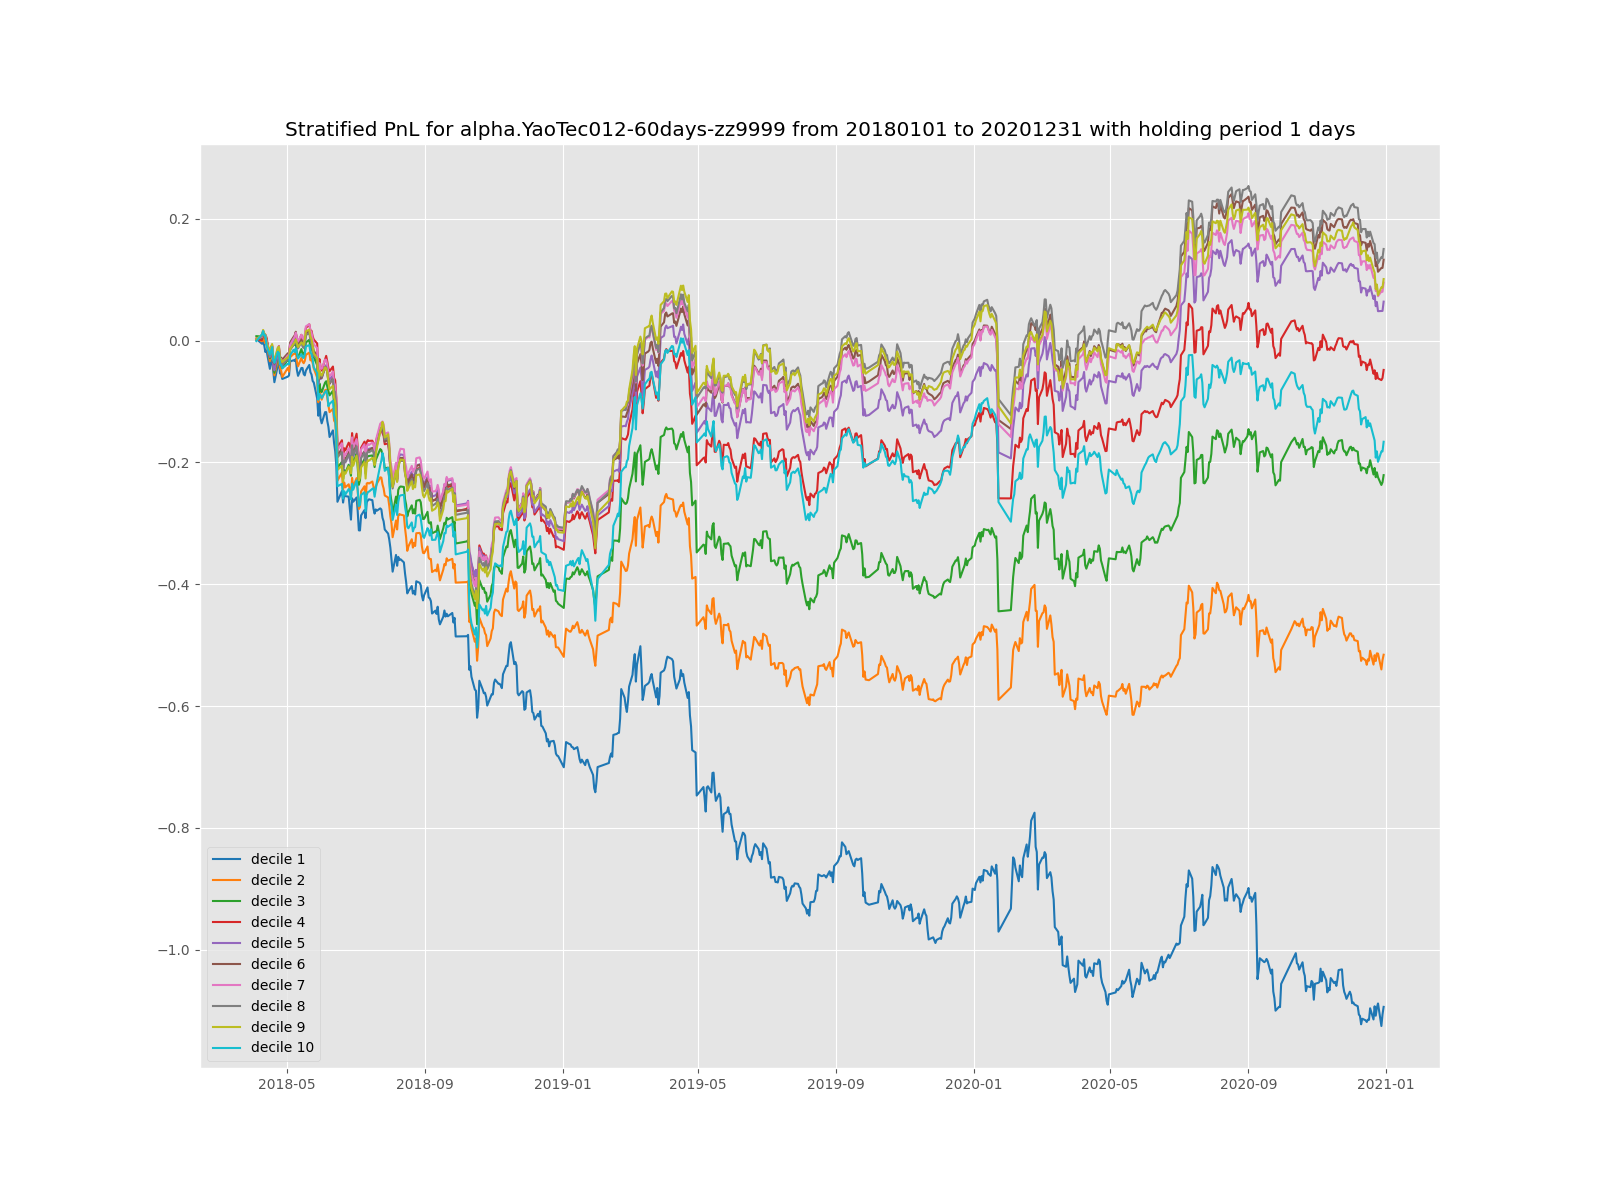 Stratified PnL for alpha.YaoTec012-60days-zz9999 from 20180101 to 20201231 with holding period 1 days
0.2
0.0
−0.2
−0.4
−0.6
−0.8
−1.0
decile 1
decile 2
decile 3
decile 4
decile 5
decile 6
decile 7
decile 8
decile 9
decile 10
2018-05 2018-09 2019-01 2019-05 2019-09 2020-01 2020-05 2020-09 2021-01